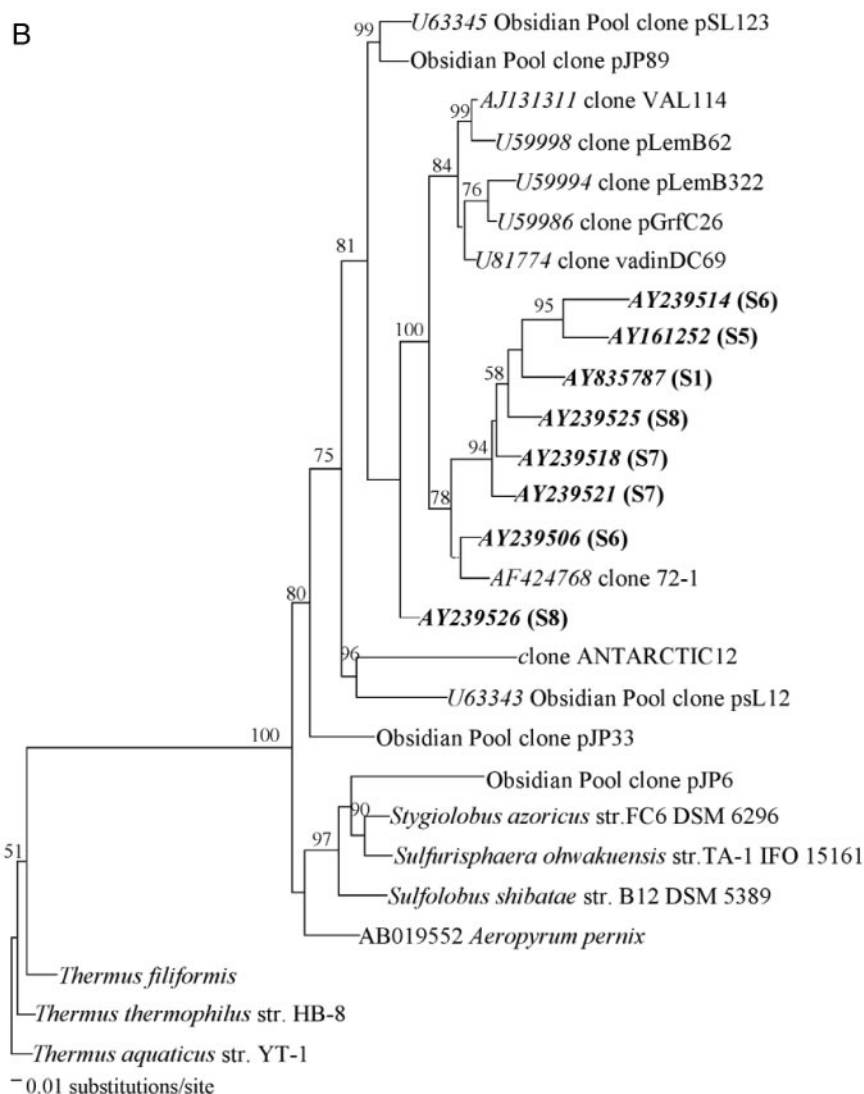 B
99
U63345 Obsidian Pool clone pSL123
Obsidian Pool clone pJP89
AJ131311 clone VAL114
99
U59998 clone pLemB62
84
U59994 clone pLemB322
76
U59986 clone pGrfC26
81
U81774 clone vadinDC69
95
AY239514 (S6)
100
AY161252 (S5)
58
AY835787 (S1)
AY239525 (S8)
75
94
AY239518 (S7)
78
AY239521 (S7)
AY239506 (S6)
AF424768 clone 72-1
80
AY239526 (S8)
96
clone ANTARCTIC12
U63343 Obsidian Pool clone psL12
100
Obsidian Pool clone pJP33
Obsidian Pool clone pJP6
90
Stygiolobus azoricus str.FC6 DSM 6296
97
Sulfurisphaera ohwakuensis str.TA-1 IFO 15161
51
Sulfolobus shibatae str. B12 DSM 5389
AB019552 Aeropyrum pernix
Thermus filiformis
Thermus thermophilus str. HB-8
Thermus aquaticus str. YT-1
0.01 substitutions/site